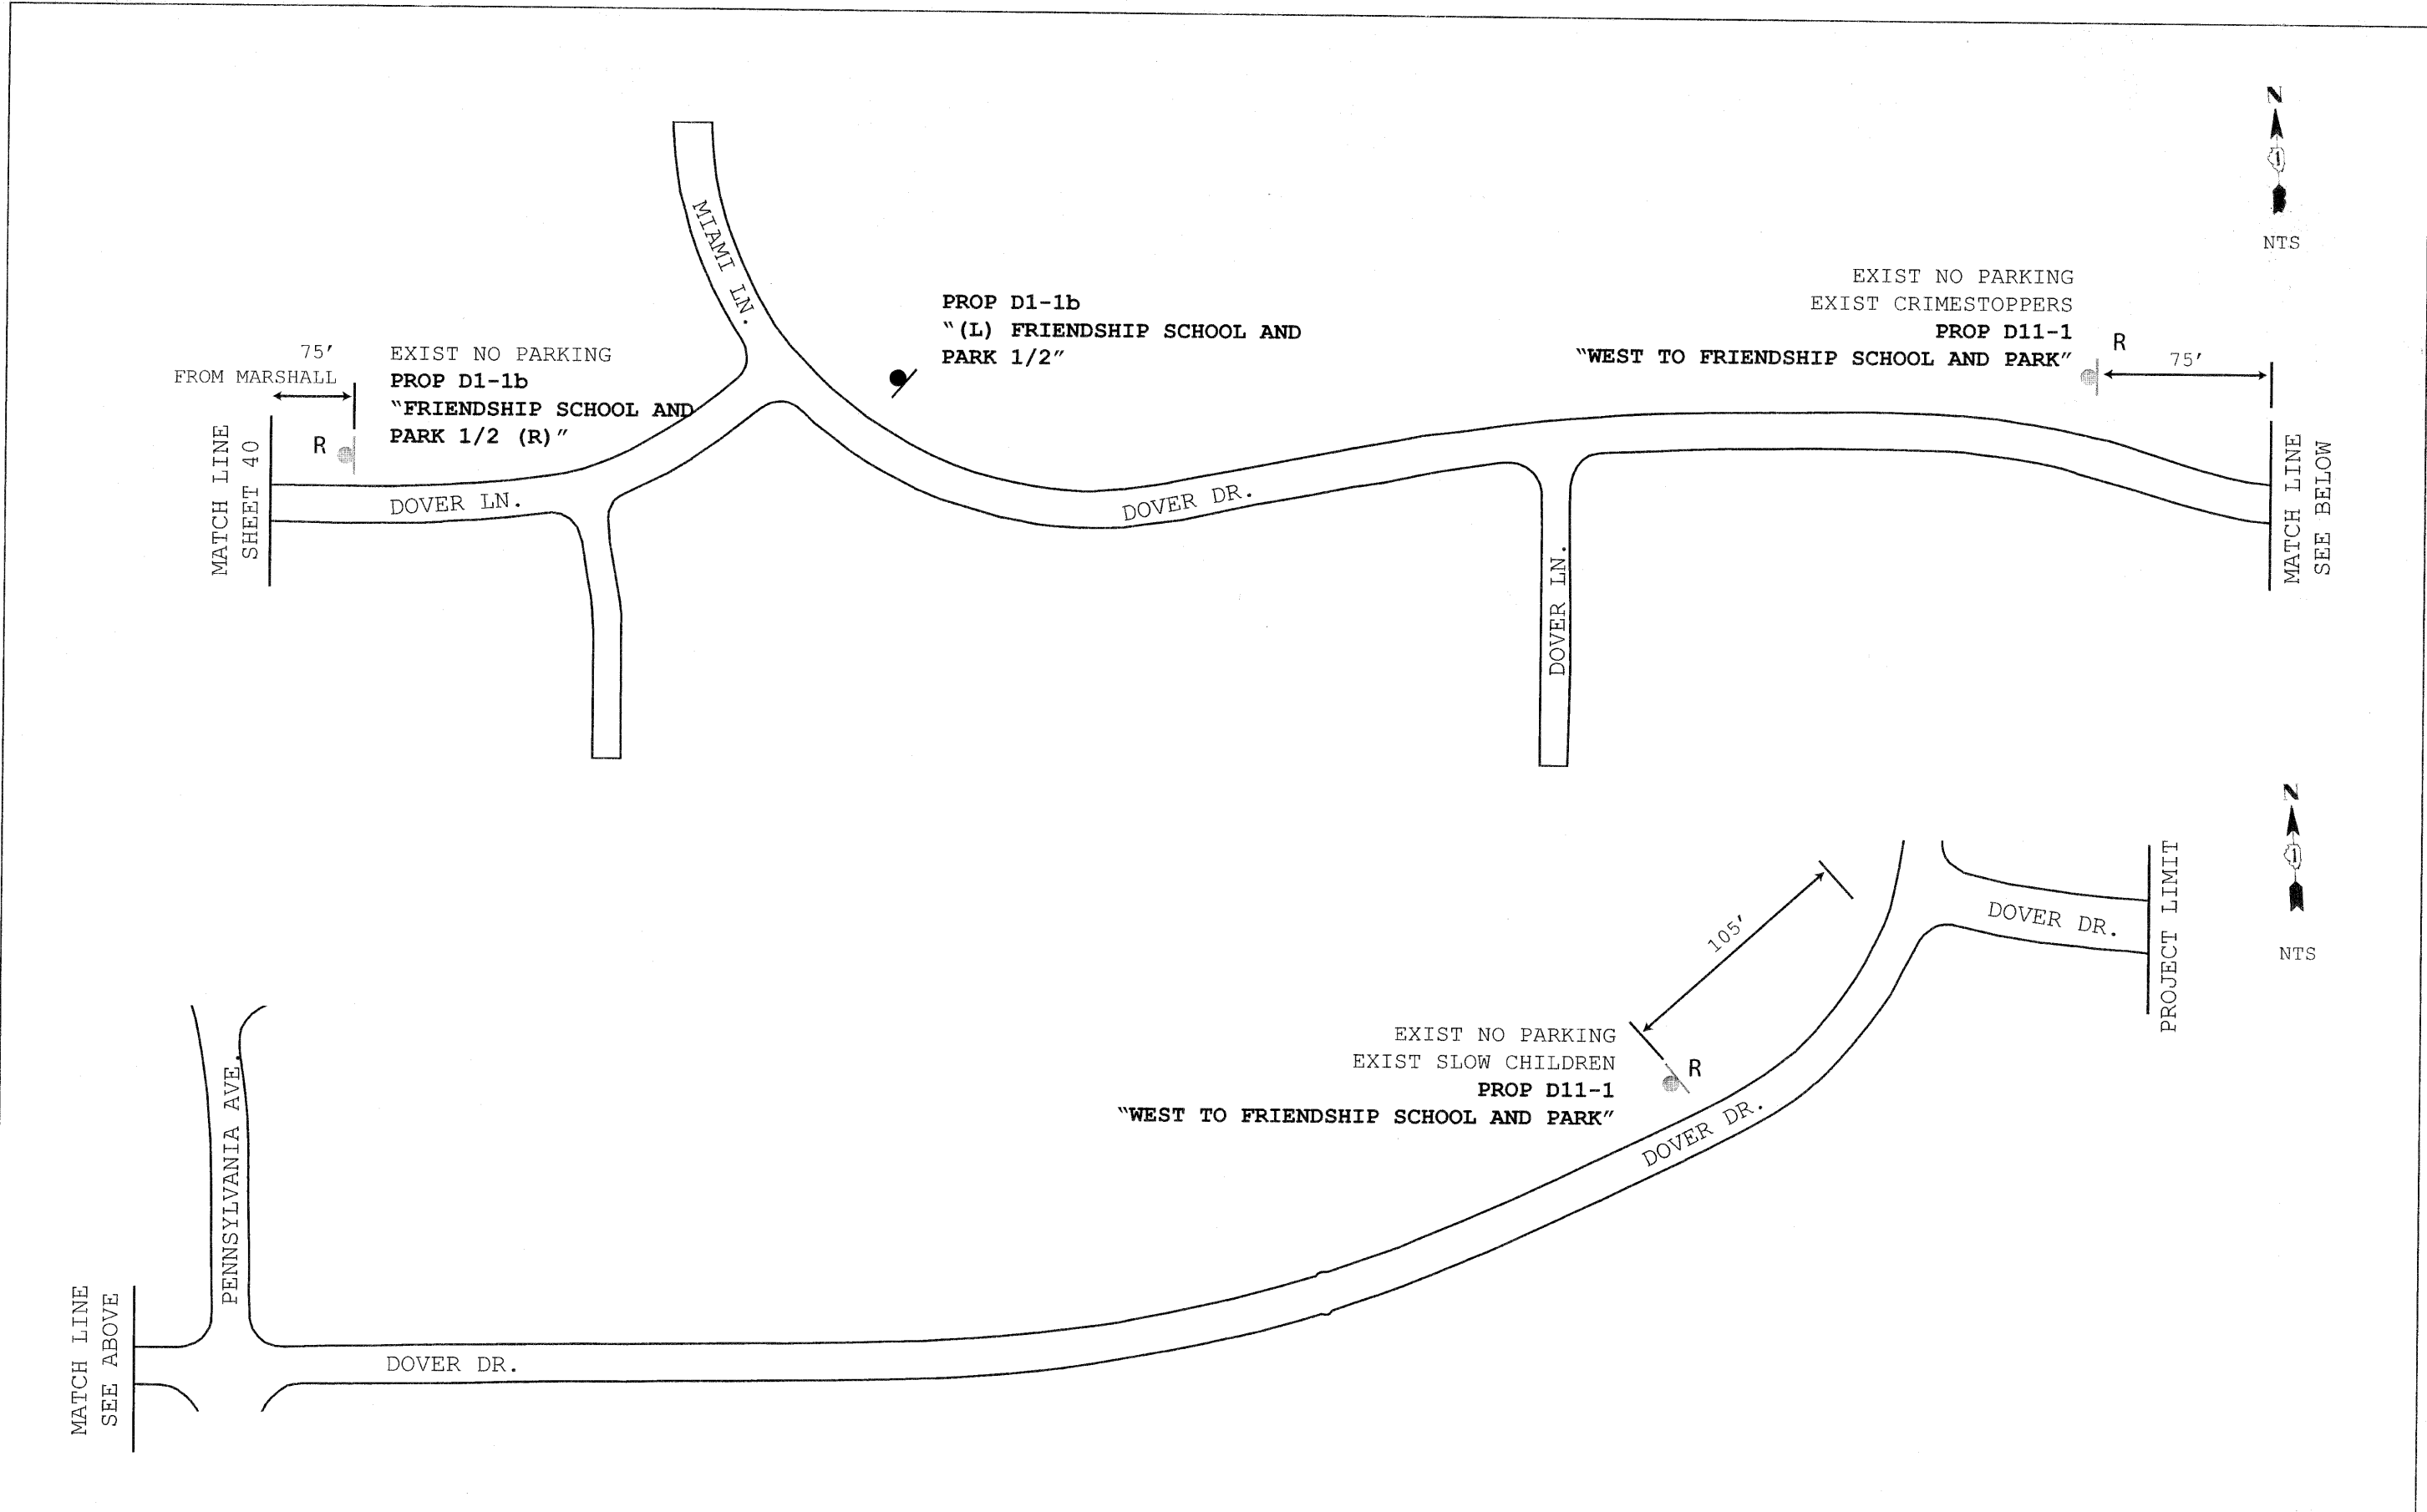 N
NTS
MIAMI LN.
PROP D1-1b
“(L) FRIENDSHIP SCHOOL AND
PARK 1/2”
EXIST NO PARKING
EXIST CRIMESTOPPERS
PROP D11-1
“WEST TO FRIENDSHIP SCHOOL AND PARK”
R
75’
75’
FROM MARSHALL
EXIST NO PARKING
PROP D1-1b
“FRIENDSHIP SCHOOL AND
PARK 1/2 (R)”
R
MATCH LINE
SHEET 40
DOVER LN.
DOVER DR.
DOVER LN.
MATCH LINE
SEE BELOW
N
NTS
105’
DOVER DR.
PROJECT LIMIT
EXIST NO PARKING
EXIST SLOW CHILDREN
PROP D11-1
“WEST TO FRIENDSHIP SCHOOL AND PARK”
R
DOVER DR.
PENNSYLVANIA AVE.
MATCH LINE
SEE ABOVE
DOVER DR.